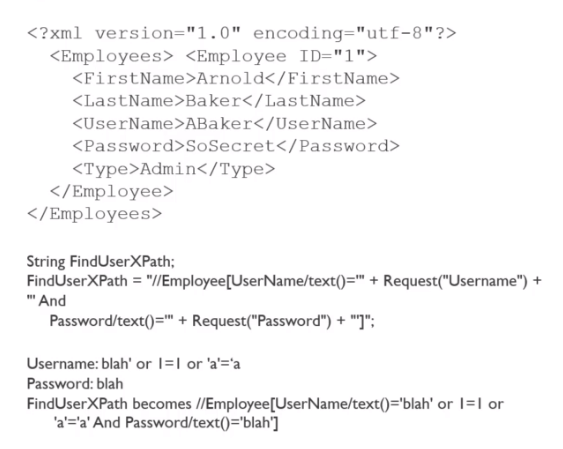 <?xml version="1.0" encoding="utf-8"?>
<Employees> <Employee ID="1">
<FirstName>Arnold</FirstName>
<LastName>Baker</LastName>
<UserName>ABaker</UserName>
<Password>SoSecret</Password>
<Type>Admin</Type>
</Employee>
</Employees>
String FindUserXPath;
FindUserXPath = "//Employee[UserName/text()='" + Request("Username") +
"' And
Password/text()='" + Request("Password") + "']";
Username: blah' or 1=1 or 'a'=‘a
Password: blah
FindUserXPath becomes //Employee[UserName/text()='blah' or 1=1 or
'a'='a' And Password/text()='blah']